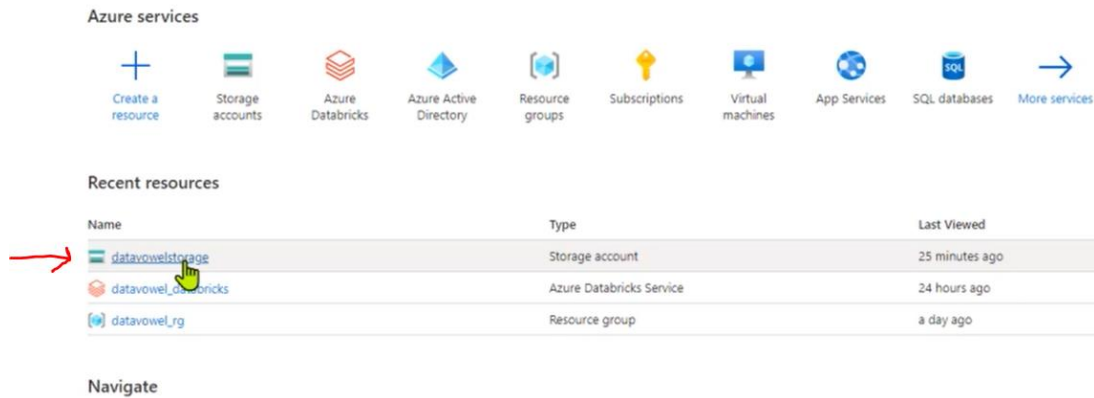 Azure services
Create a resource
Storage accounts
Azure Databricks
Azure Active Directory
Resource groups
Subscriptions
Virtual machines
App Services
SQL databases
More services
Recent resources
Name Type Last Viewed
datavowelstorage Storage account 25 minutes ago
datavowel_databricks Azure Databricks Service 24 hours ago
datavowel_rg Resource group a day ago
Navigate